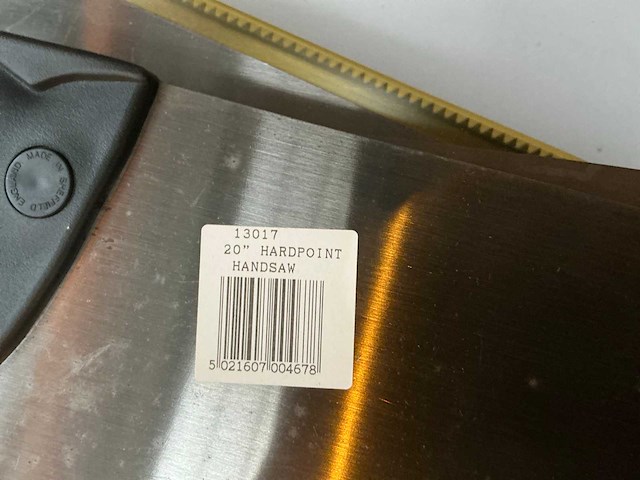 MADE IN SHEFFIELD ENGLAND
13017
20" HARDPOINT
HANDSAW
5 021607 004678